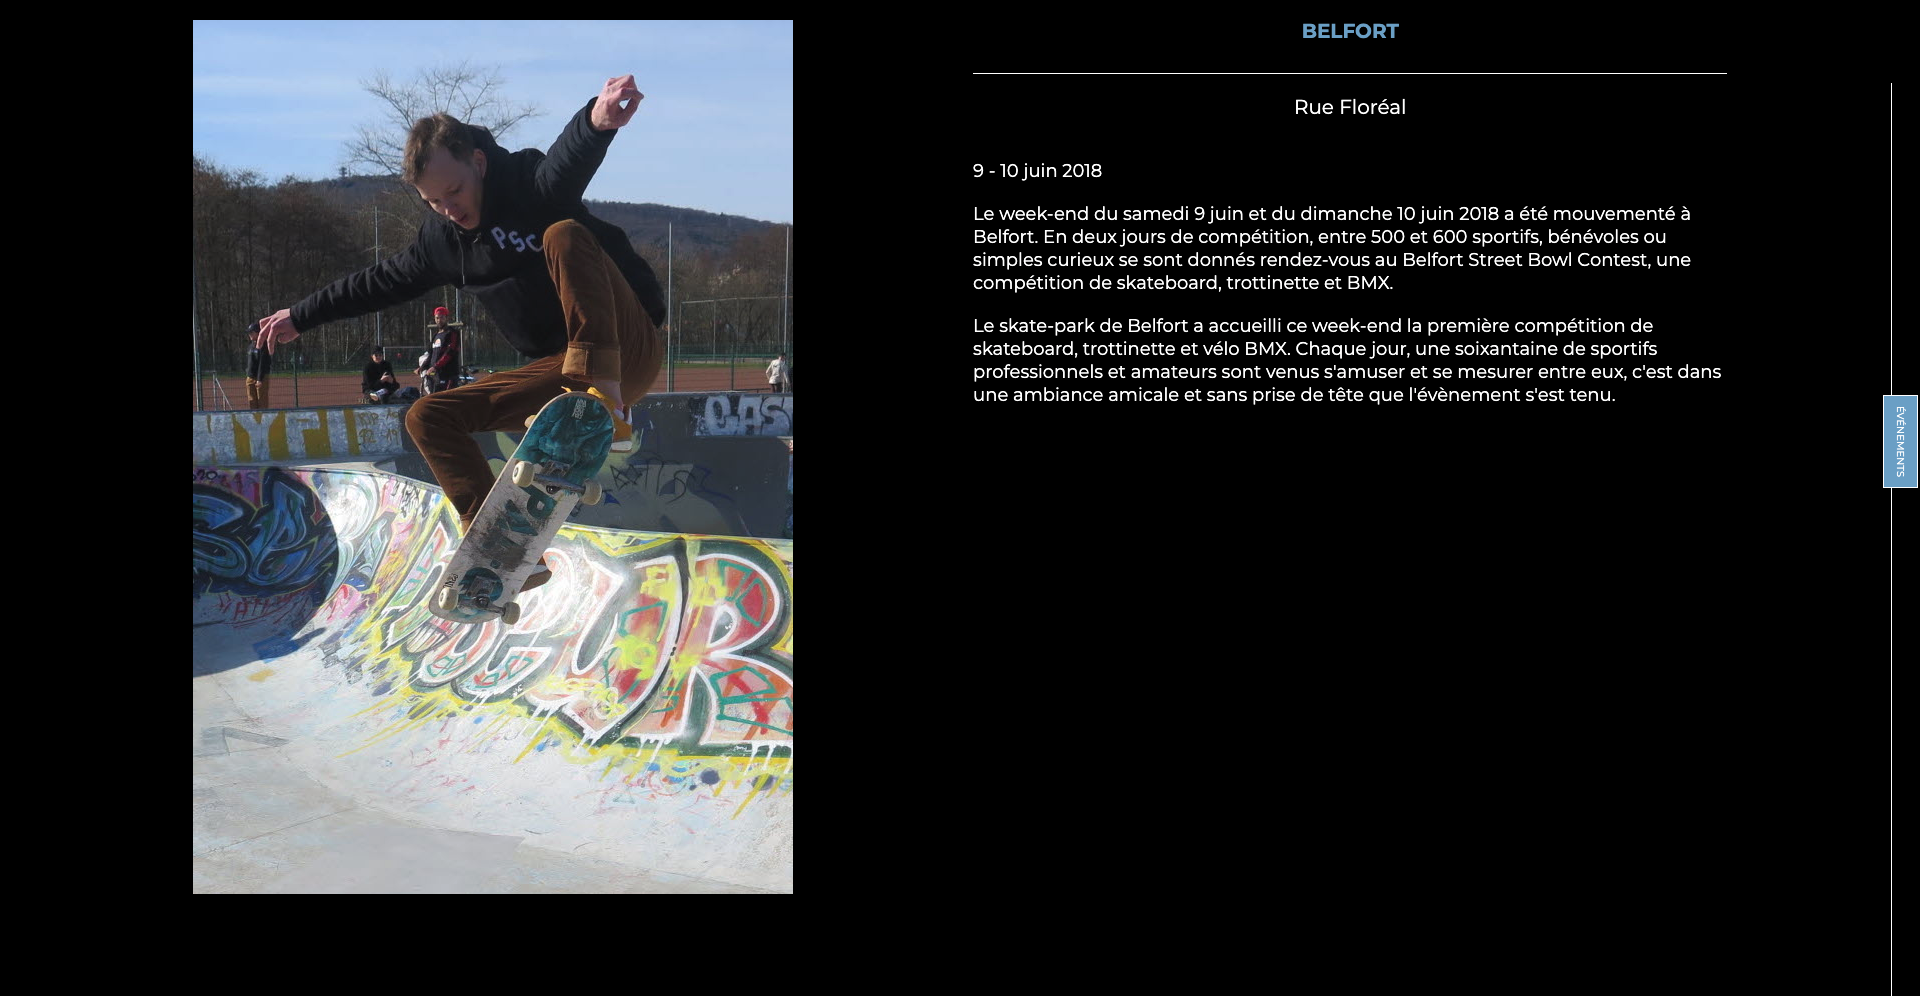 BELFORT
Rue Floréal
9 - 10 juin 2018
Le week-end du samedi 9 juin et du dimanche 10 juin 2018 a été mouvementé à
Belfort. En deux jours de compétition, entre 500 et 600 sportifs, bénévoles ou
simples curieux se sont donnés rendez-vous au Belfort Street Bowl Contest, une
compétition de skateboard, trottinette et BMX.
Le skate-park de Belfort a accueilli ce week-end la première compétition de
skateboard, trottinette et vélo BMX. Chaque jour, une soixantaine de sportifs
professionnels et amateurs sont venus s'amuser et se mesurer entre eux, c'est dans
une ambiance amicale et sans prise de tête que l'évènement s'est tenu.
ÉVÉNEMENTS
PSC